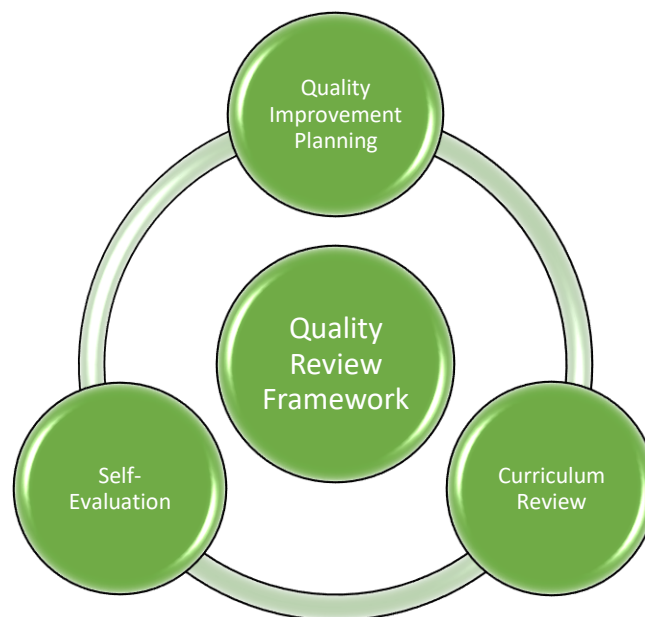 Quality
Improvement
Planning
Quality
Review
Framework
Self-
Evaluation
Curriculum
Review